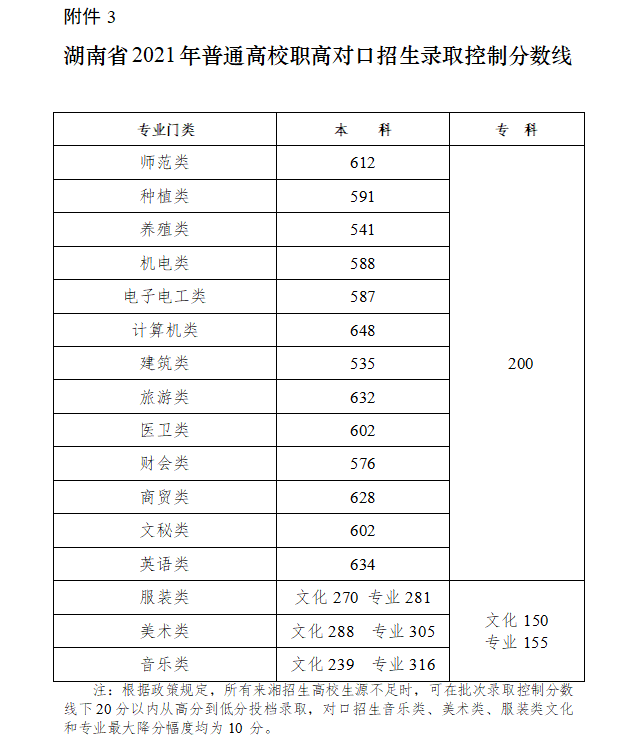 附件 3
湖南省 2021 年普通高校职高对口招生录取控制分数线
专业门类 本 科 专 科
师范类 612
种植类 591
养殖类 541
机电类 588
电子电工类 587
计算机类 648
建筑类 535 200
旅游类 632
医卫类 602
财会类 576
商贸类 628
文秘类 602
英语类 634
服装类 文化 270 专业 281
美术类 文化 288 专业 305
音乐类 文化 239 专业 316
文化 150
专业 155
注：根据政策规定，所有来湘招生高校生源不足时，可在批次录取控制分数
线下 20 分以内从高分到低分投档录取，对口招生音乐类、美术类、服装类文化
和专业最大降分幅度均为 10 分。